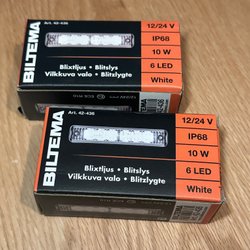 BILTEMA
Art. 42-436
Blixtljus • Blitslys
Vilkkuva valo • Blitzlygte
12/24 V
IP68
10 W
6 LED
White
BILTEMA
Art. 42-436
Blixtljus • Blitslys
Vilkkuva valo • Blitzlygte
12/24 V
IP68
10 W
6 LED
White